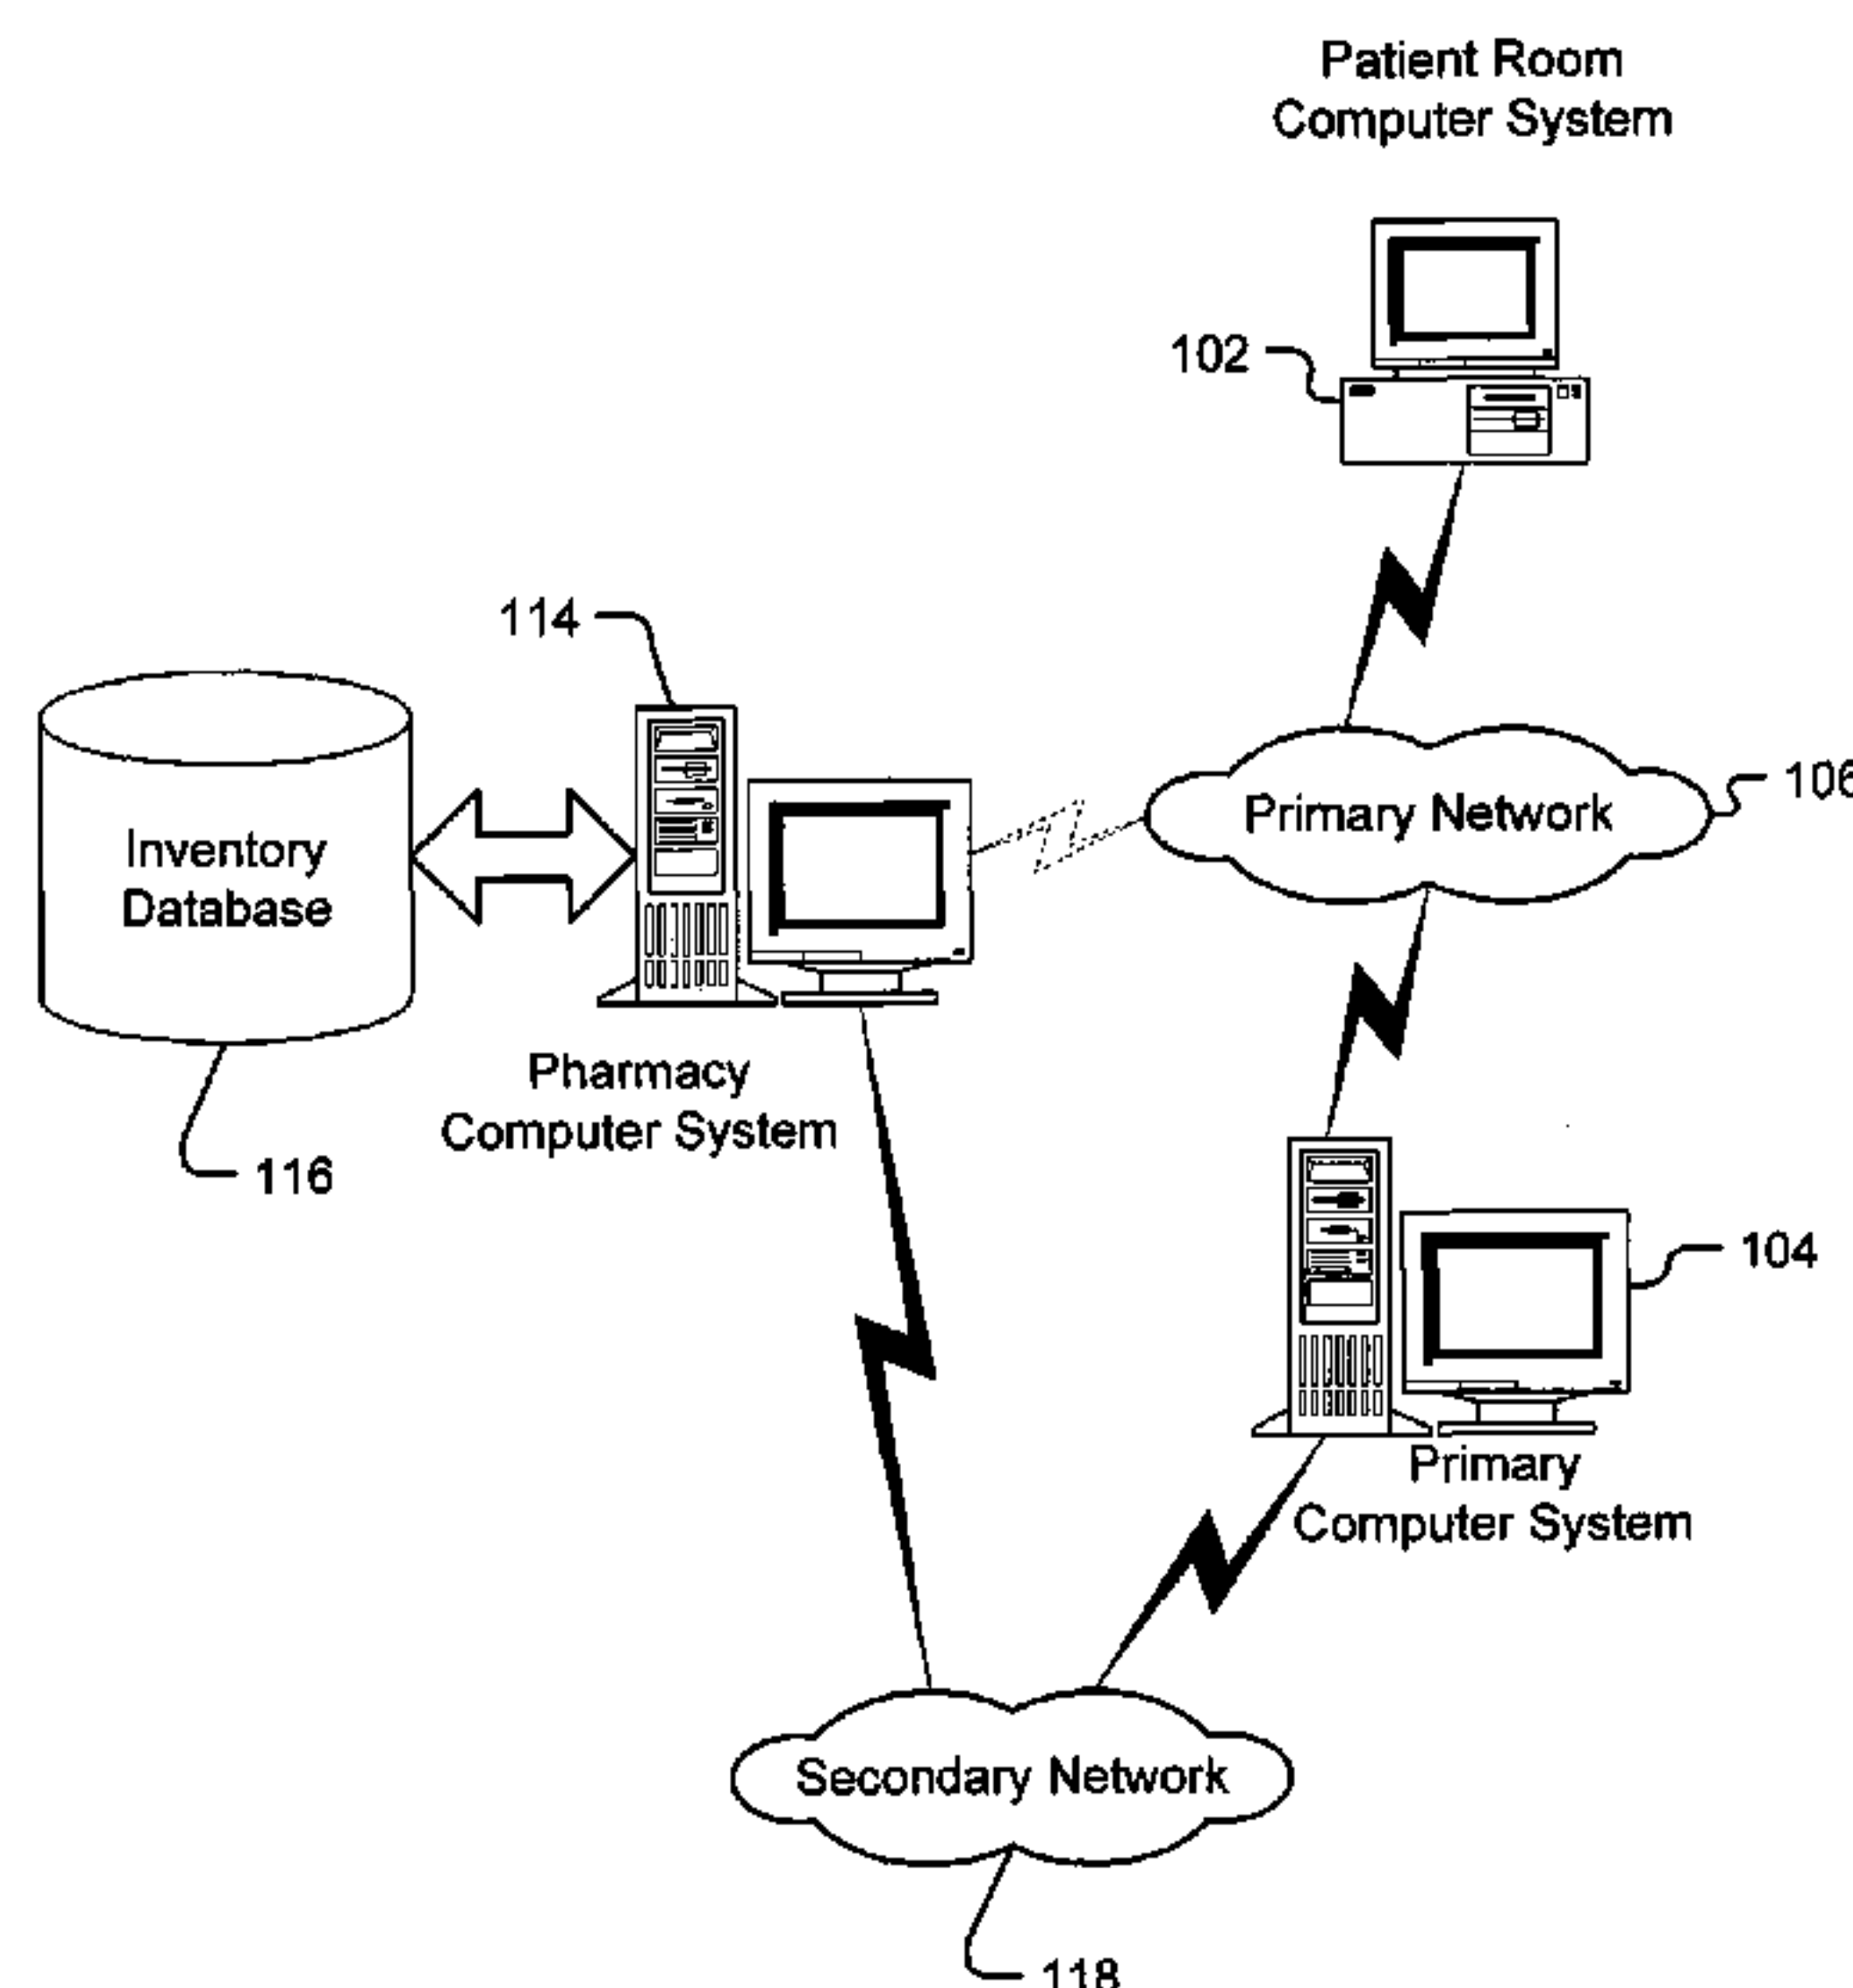 Patient Room
Computer System
102
114
106
Primary Network
Inventory
Database
Pharmacy
Computer System
116
104
Primary
Computer System
Secondary Network
118